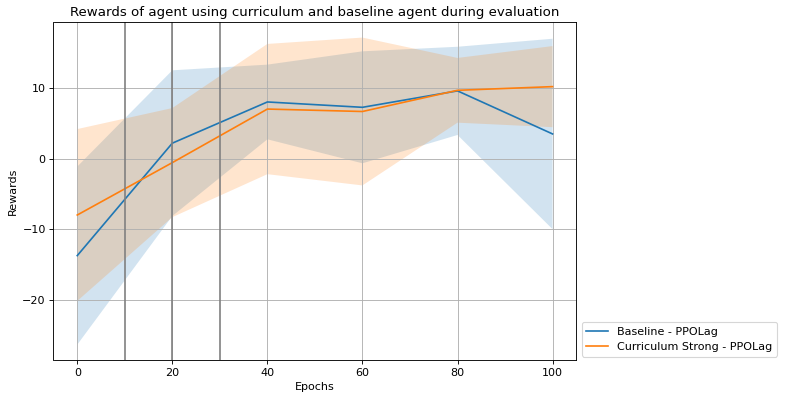 Rewards of agent using curriculum and baseline agent during evaluation
10
0
−10
−20
Rewards
0 20 40 60 80 100
Epochs
Baseline - PPOLag
Curriculum Strong - PPOLag